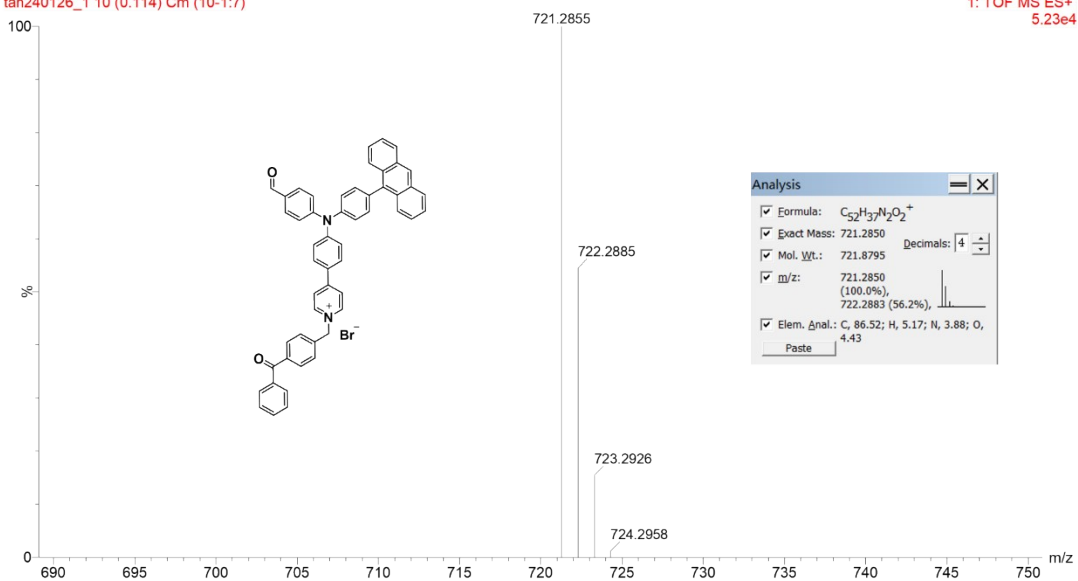 tan240126_1 10 (0.114) Cm (10-1:7)
1: TOF MS ES+
5.23e4
100
%
0
721.2855
722.2885
723.2926
724.2958
O
N
N
+
Br
−
O
Analysis
Formula: C52H37N2O2+
Exact Mass: 721.2850
Decimals: 4
Mol. Wt.: 721.8795
m/z: 721.2850
(100.0%),
722.2883 (56.2%),
Elem. Anal.: C, 86.52; H, 5.17; N, 3.88; O,
4.43
Paste
690 695 700 705 710 715 720 725 730 735 740 745 750
m/z